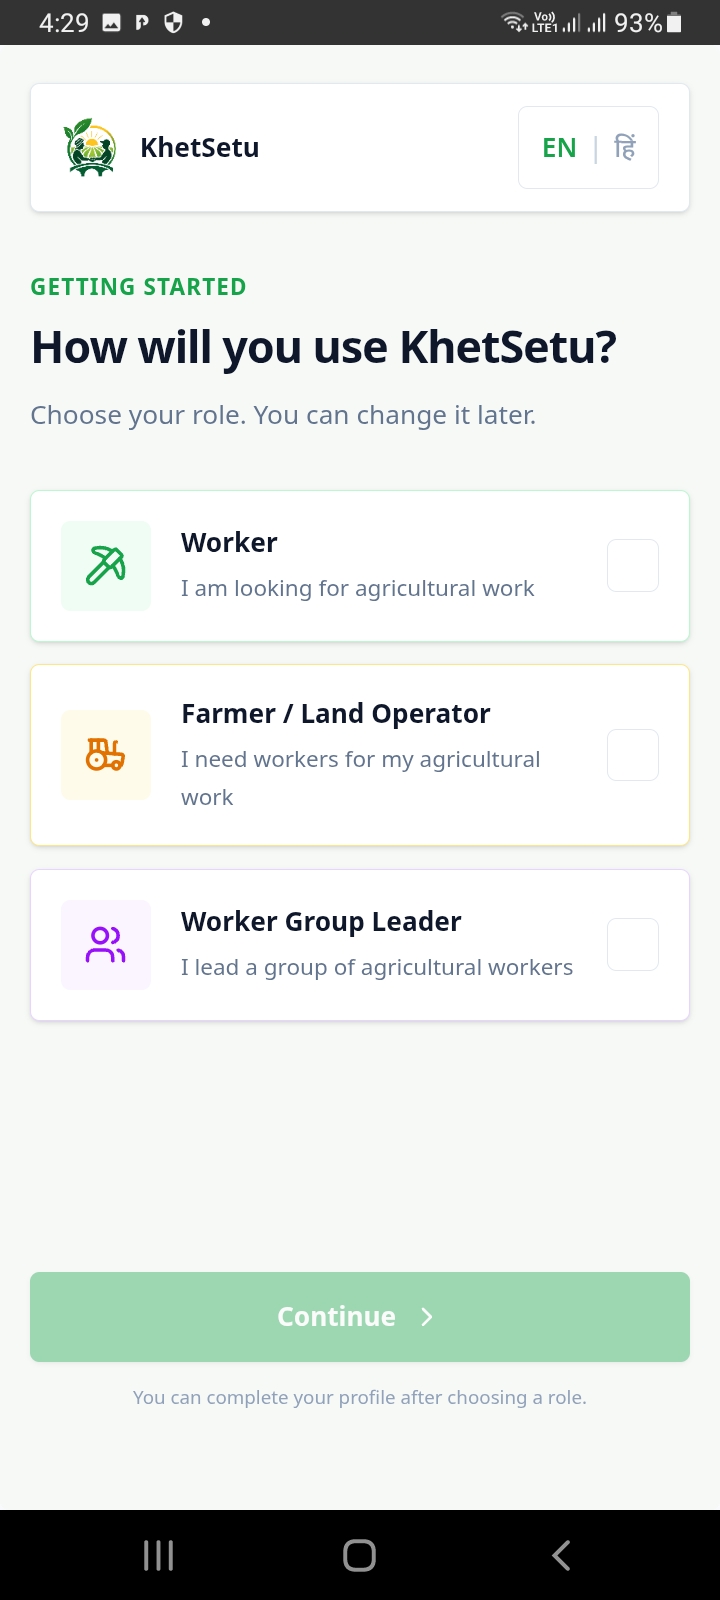 4:29
Vo)) LTE1 93%
KhetSetu
EN | हिं
GETTING STARTED
How will you use KhetSetu?
Choose your role. You can change it later.
Worker
I am looking for agricultural work
Farmer / Land Operator
I need workers for my agricultural
work
Worker Group Leader
I lead a group of agricultural workers
Continue
You can complete your profile after choosing a role.